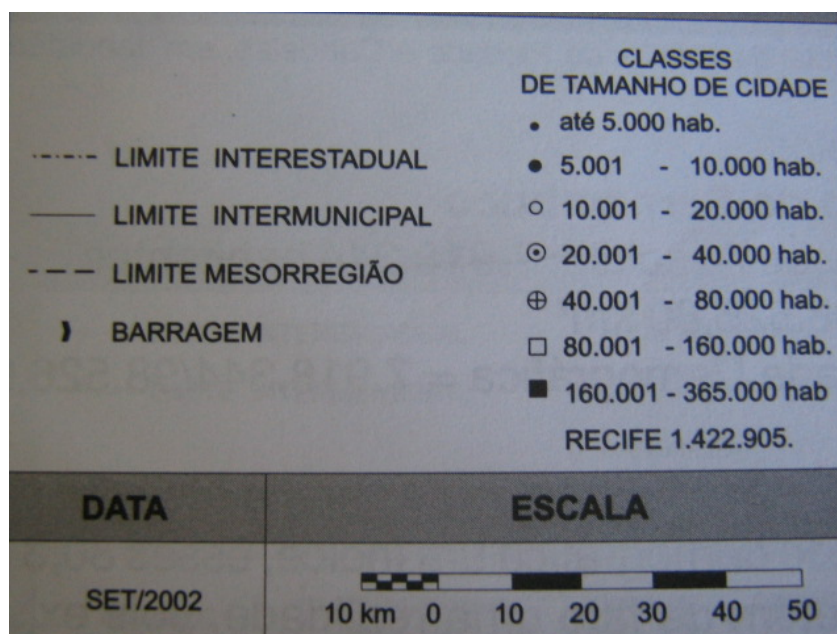 CLASSES
DE TAMANHO DE CIDADE
até 5.000 hab.
5.001 - 10.000 hab.
10.001 - 20.000 hab.
20.001 - 40.000 hab.
40.001 - 80.000 hab.
80.001 - 160.000 hab.
160.001 - 365.000 hab
RECIFE 1.422.905.
LIMITE INTERESTADUAL
LIMITE INTERMUNICIPAL
LIMITE MESORREGIÃO
BARRAGEM
DATA
SET/2002
ESCALA
10 km 0 10 20 30 40 50